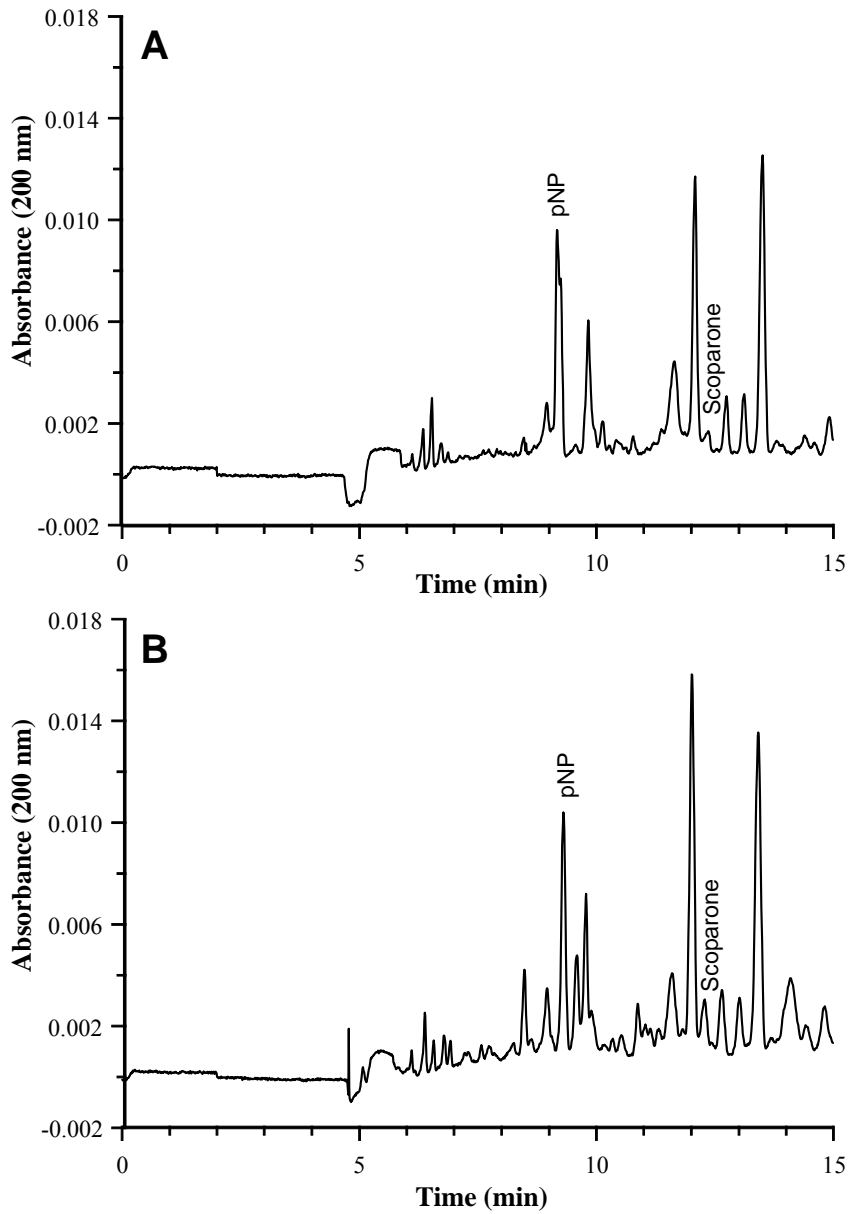 A
0.018
0.014
0.010
0.006
0.002
-0.002
Absorbance (200 nm)
pNP
Scoparone
0 5 10 15
Time (min)
B
0.018
0.014
0.010
0.006
0.002
-0.002
Absorbance (200 nm)
pNP
Scoparone
0 5 10 15
Time (min)